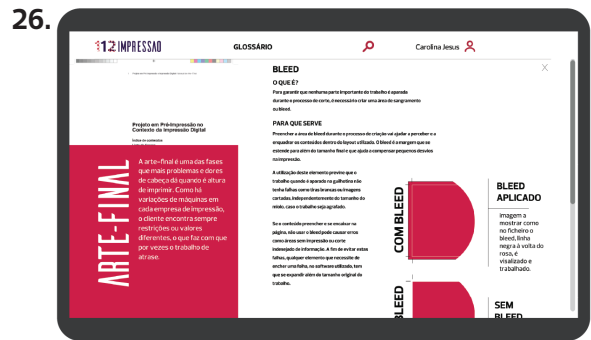 26.
12 IMPRESSAO
GLOSSÁRIO
Carolina Jesus
X
Projeto em Pré-Impressão no
Contexto da Impressão Digital
ARTE-FINAL
A arte-final é uma das fases
que mais problemas e dores
de cabeça dá quando é altura
de imprimir. Como há
variações de máquinas em
cada empresa de impressão,
o cliente encontra sempre
restrições ou valores
diferentes, o que faz com que
por vezes o trabalho de
atrase.
BLEED
O QUE É?
Para garantir que nenhuma parte importante do trabalho é aparada
durante o processo de corte, é necessário criar uma área de sangramento
ou bleed.
PARA QUE SERVE
Preencher a área de bleed durante o processo de criação vai ajudar a perceber o a
enquadrar os conteúdos dentro do layout utilizado. O bleed é a margem que se
estende para além do tamanho final e que ajuda a compensar pequenos desvios
na impressão.
A utilização deste elemento previne que o
trabalho quando é aparado na guilhotina não
tenha falhas como tiras brancas ou imagens
cortadas, independentemente do tamanho do
miolo, caso o trabalho seja agrafado.
Se o conteúdo preencher e se encaixar na
página, não usar o bleed pode causar erros
como áreas sem impressão ou corte
indesejado de informação. A fim de evitar estas
falhas, qualquer elemento que necessite de
encher uma folha, no software utilizado, tem
que se expandir além do tamanho original do
trabalho.
COM BLEED
BLEED
APLICADO
imagem a
mostrar como
no ficheiro o
bleed, linha
negra à volta do
rosa, é
visalizado e
trabalhado.
BLEED
SEM
BLEED